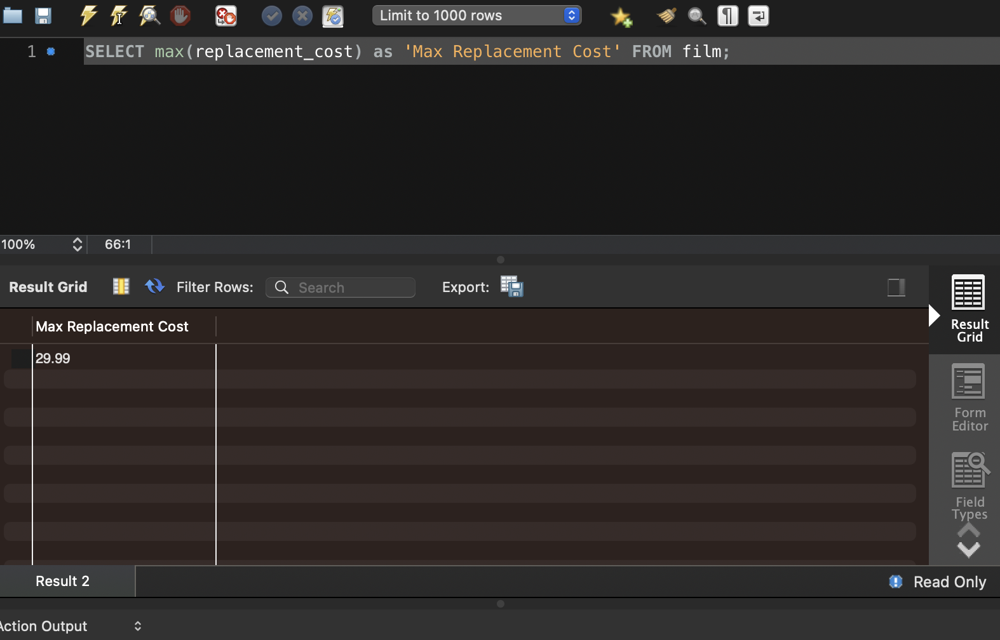 Limit to 1000 rows
1 SELECT max(replacement_cost) as 'Max Replacement Cost' FROM film;
100% 66:1
Result Grid Filter Rows: Search Export:
Result
Grid
Max Replacement Cost
29.99
Form
Editor
Field
Types
Result 2 Read Only
Action Output